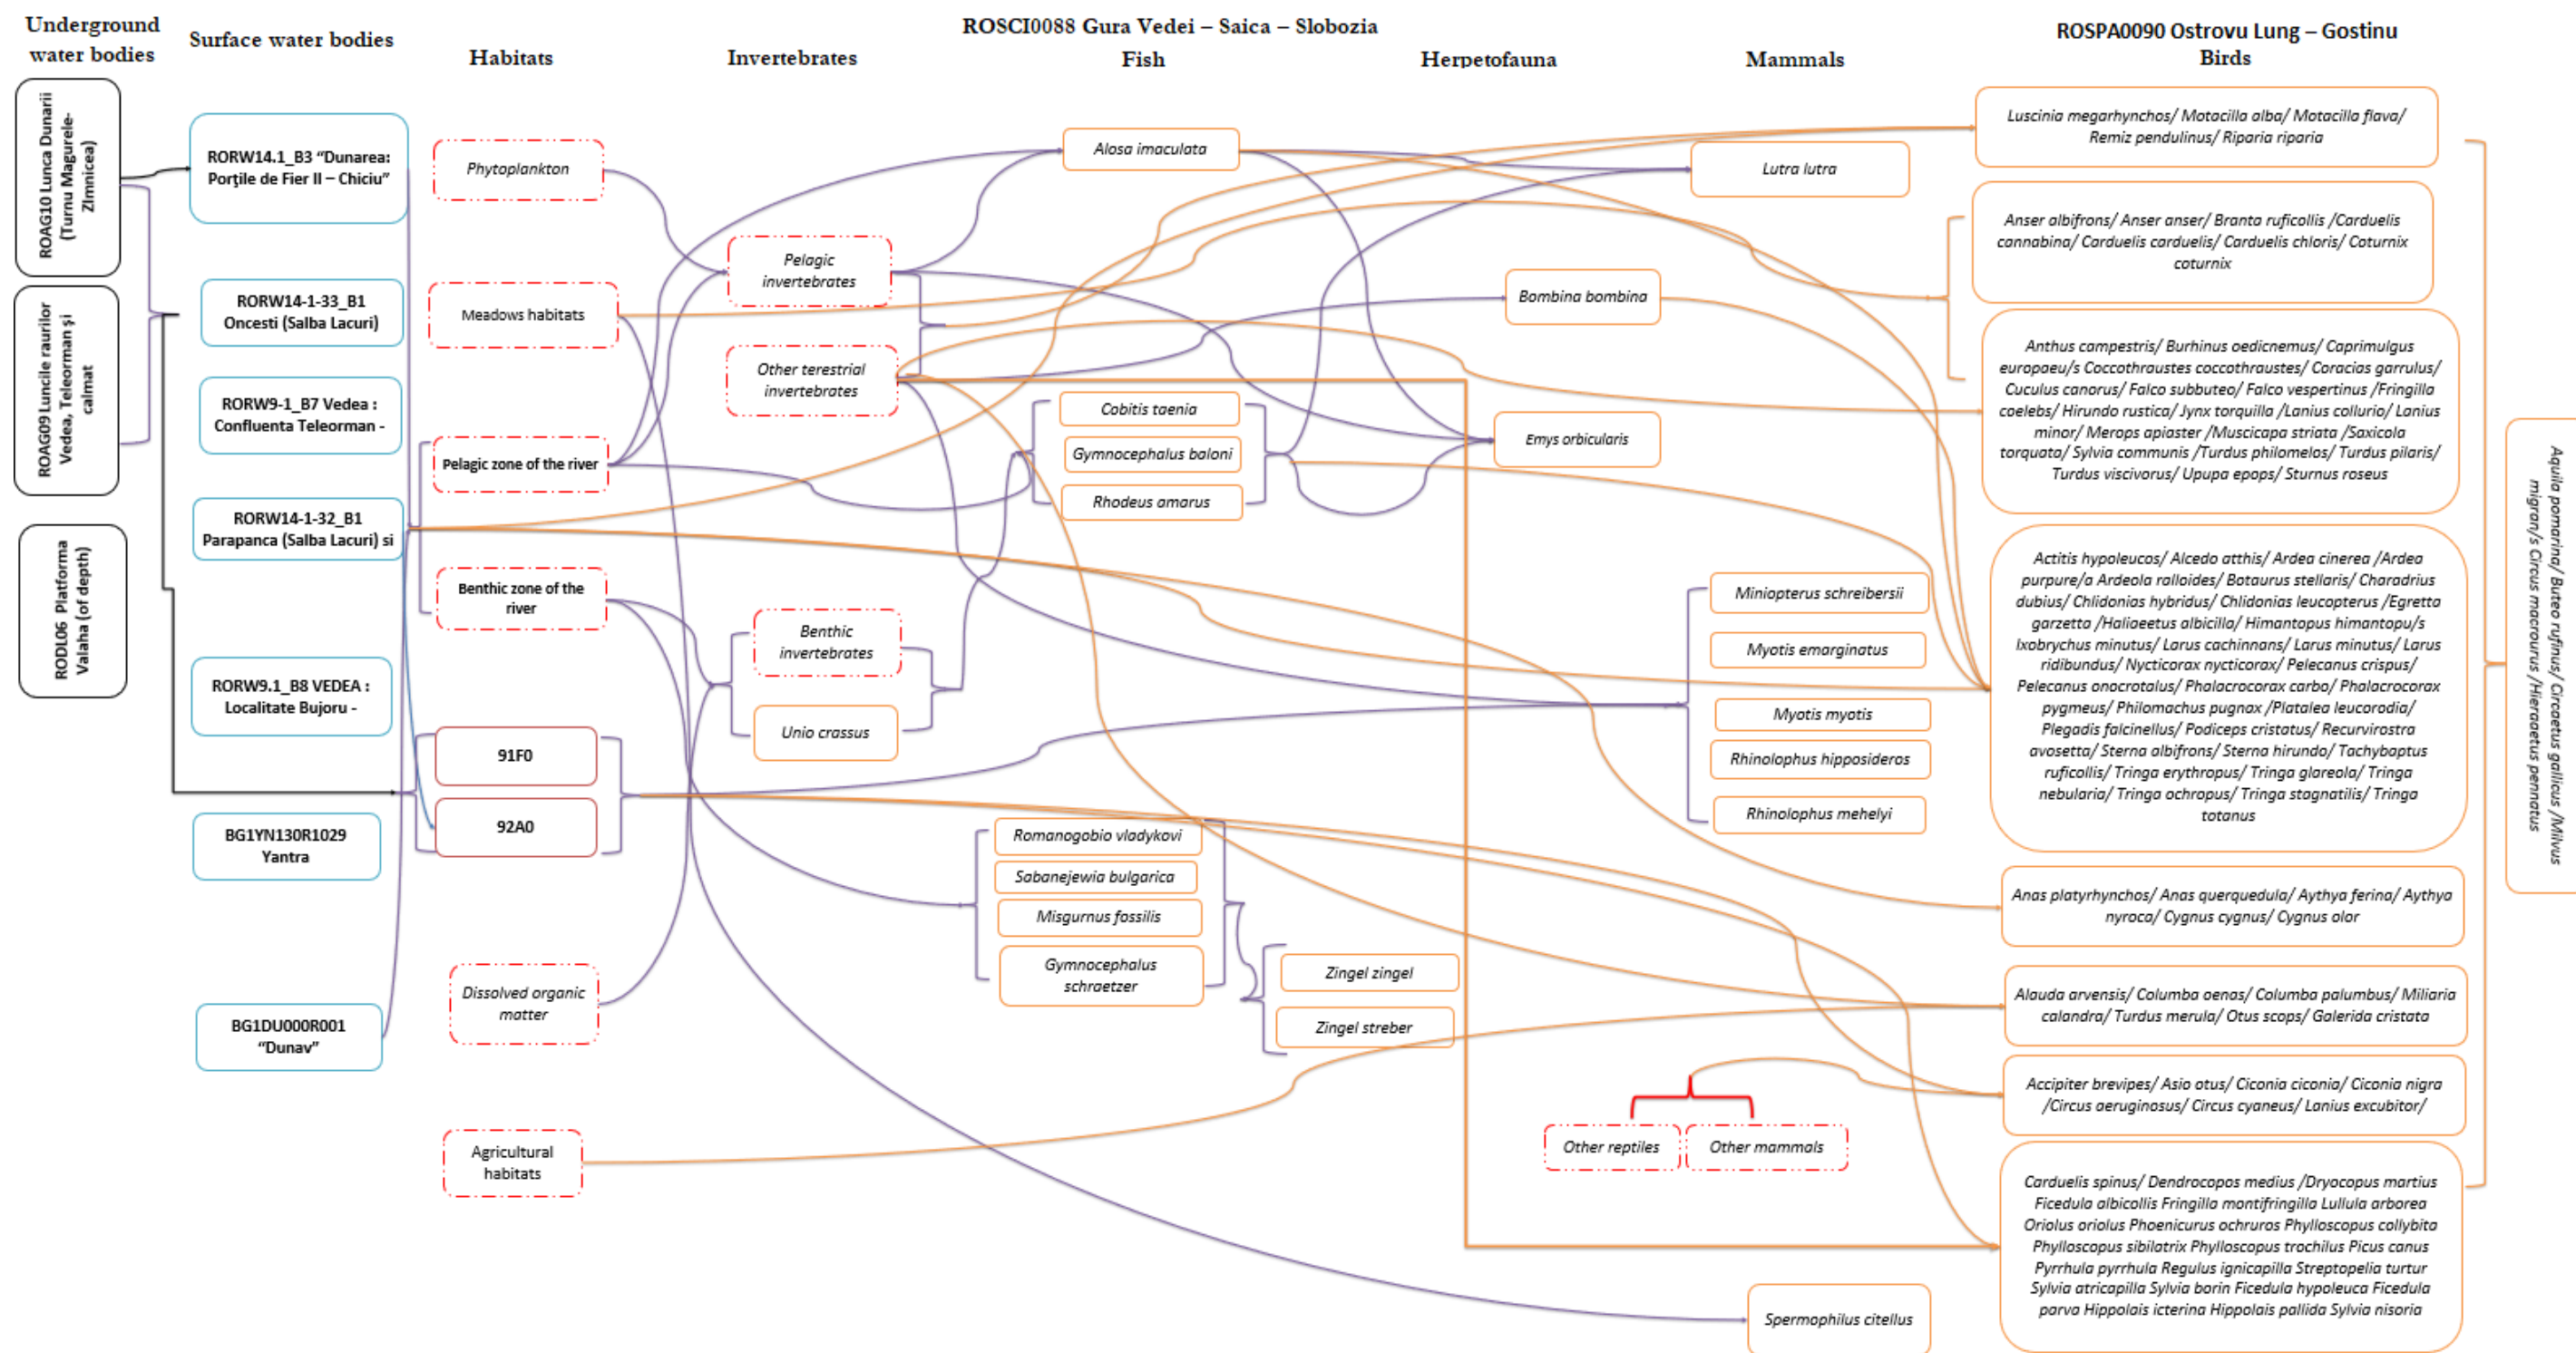 Underground
water bodies
Surface water bodies
ROSCI0088 Gura Vedei – Saica – Slobozia
Habitats
Invertebrates
Fish
Herpetofauna
Mammals
ROSPA0090 Ostrovu Lung – Gostinu
Birds
ROAG10 Lunca Dunarii
(Turnu Magurele-
ZImnicea)
ROAG09 Luncile raurilor
Vedea, Teleorman și
calmat
RODL06 Platforma
Valaha (of depth)
RORW14.1_B3 “Dunarea:
Porţile de Fier II – Chiciu”
RORW14-1-33_B1
Oncesti (Salba Lacuri)
RORW9-1_B7 Vedea :
Confluenta Teleorman -
RORW14-1-32_B1
Parapanca (Salba Lacuri) si
RORW9.1_B8 VEDEA :
Localitate Bujoru -
BG1YN130R1029
Yantra
BG1DU000R001
“Dunav”
Phytoplankton
Meadows habitats
Pelagic zone of the river
Benthic zone of the
river
91F0
92A0
Dissolved organic
matter
Agricultural
habitats
Pelagic
invertebrates
Other terestrial
invertebrates
Benthic
invertebrates
Unio crassus
Alosa imaculata
Cobitis taenia
Gymnocephalus baloni
Rhodeus amarus
Romanogobio vladykovi
Sabanejewia bulgarica
Misgurnus fossilis
Gymnocephalus
schraetzer
Zingel zingel
Zingel streber
Bombina bombina
Emys orbicularis
Other reptiles
Lutra lutra
Miniopterus schreibersii
Myotis emarginatus
Myotis myotis
Rhinolophus hipposideros
Rhinolophus mehelyi
Other mammals
Spermophilus citellus
Luscinia megarhynchos/ Motacilla alba/ Motacilla flava/
Remiz pendulinus/ Riparia riparia
Anser albifrons/ Anser anser/ Branta ruficollis /Carduelis
cannabina/ Carduelis carduelis/ Carduelis chloris/ Coturnix
coturnix
Anthus campestris/ Burhinus oedicnemus/ Caprimulgus
europaeu/s Coccothraustes coccothraustes/ Coracias garrulus/
Cuculus canorus/ Falco subbuteo/ Falco vespertinus /Fringilla
coelebs/ Hirundo rustica/ Jynx torquilla /Lanius collurio/ Lanius
minor/ Merops apiaster /Muscicapa striata /Saxicola
torquata/ Sylvia communis /Turdus philomelos/ Turdus pilaris/
Turdus viscivorus/ Upupa epops/ Sturnus roseus
Actitis hypoleucos/ Alcedo atthis/ Ardea cinerea /Ardea
purpure/a Ardeola ralloides/ Botaurus stellaris/ Charadrius
dubius/ Chlidonias hybridus/ Chlidonias leucopterus /Egretta
garzetta /Haliaeetus albicilla/ Himantopus himantopu/s
Ixobrychus minutus/ Larus cachinnans/ Larus minutus/ Larus
ridibundus/ Nycticorax nycticorax/ Pelecanus crispus/
Pelecanus onocrotalus/ Phalacrocorax carbo/ Phalacrocorax
pygmeus/ Philomachus pugnax /Platalea leucorodia/
Plegadis falcinellus/ Podiceps cristatus/ Recurvirostra
avosetta/ Sterna albifrons/ Sterna hirundo/ Tachybaptus
ruficollis/ Tringa erythropus/ Tringa glareola/ Tringa
nebularia/ Tringa ochropus/ Tringa stagnatilis/ Tringa
totanus
Anas platyrhynchos/ Anas querquedula/ Aythya ferina/ Aythya
nyroca/ Cygnus cygnus/ Cygnus olor
Alauda arvensis/ Columba oenas/ Columba palumbus/ Miliaria
calandra/ Turdus merula/ Otus scops/ Galerida cristata
Accipiter brevipes/ Asio otus/ Ciconia ciconia/ Ciconia nigra
/Circus aeruginosus/ Circus cyaneus/ Lanius excubitor/
Carduelis spinus/ Dendrocopos medius /Dryocopus martius
Ficedula albicollis Fringilla montifringilla Lullula arborea
Oriolus oriolus Phoenicurus ochruros Phylloscopus collybita
Phylloscopus sibilatrix Phylloscopus trochilus Picus canus
Pyrrhula pyrrhula Regulus ignicapilla Streptopelia turtur
Sylvia atricapilla Sylvia borin Ficedula hypoleuca Ficedula
parva Hippolais icterina Hippolais pallida Sylvia nisoria
Aquila pomarina/ Buteo rufinus/ Circaetus gallicus /Milvus
migran/s Circus macrourus /Hieraaetus pennatus